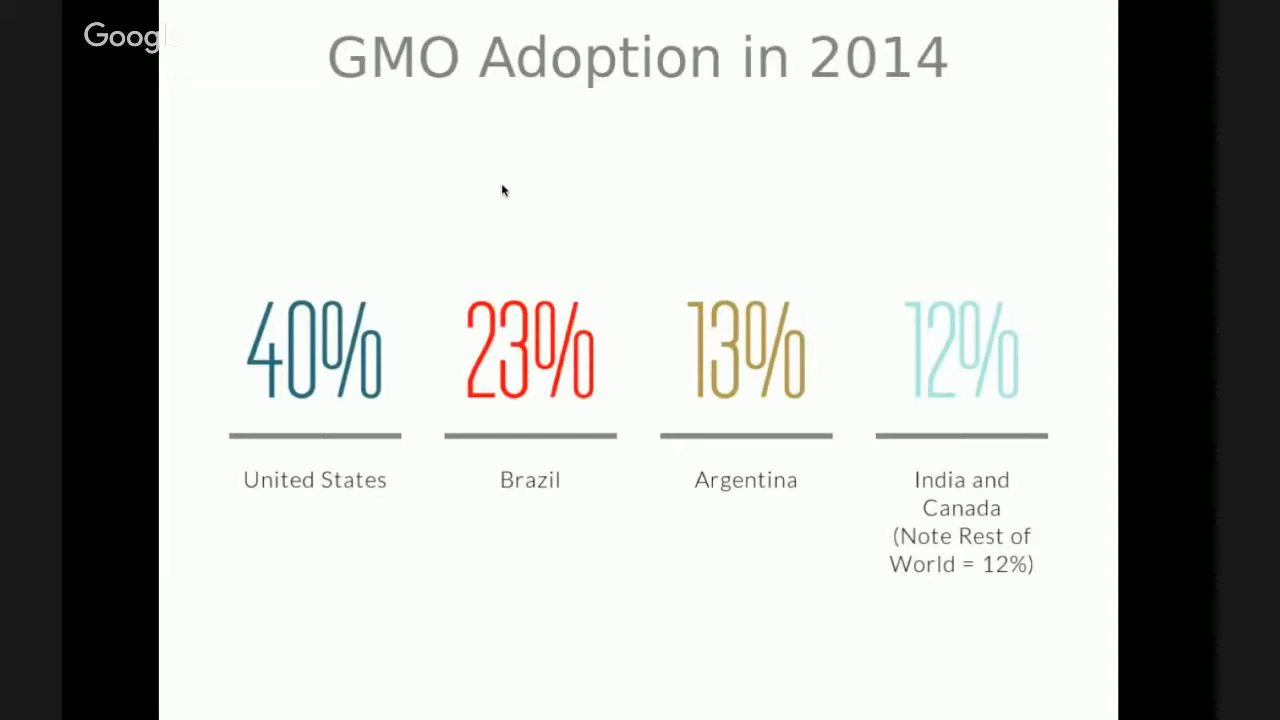 Google
GMO Adoption in 2014
40%
23%
13%
12%
United States
Brazil
Argentina
India and
Canada
(Note Rest of
World = 12%)